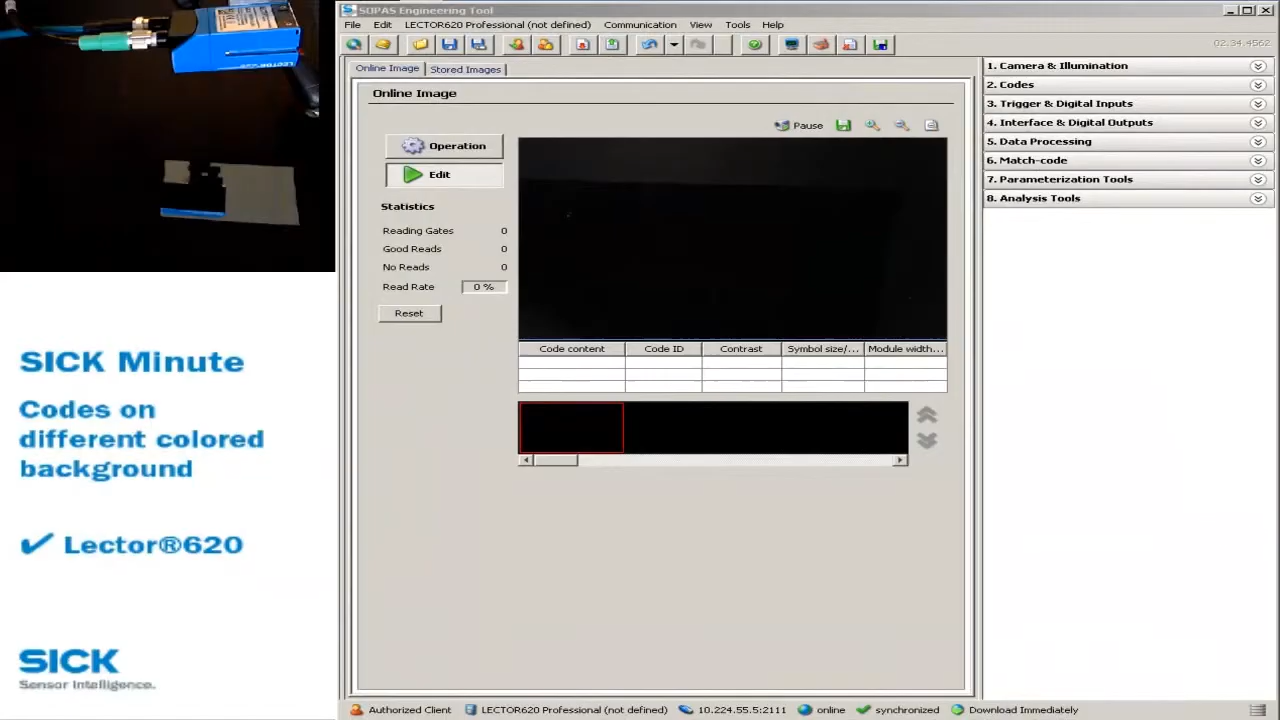 SOPAS Engineering Tool
File Edit LECTOR620 Professional (not defined) Communication View Tools Help
02.34.4562
Online Image Stored Images
Online Image
Pause
Operation
Edit
Statistics
Reading Gates 0
Good Reads 0
No Reads 0
Read Rate 0 %
Reset
Code content Code ID Contrast Symbol size/... Module width...
1. Camera & Illumination
2. Codes
3. Trigger & Digital Inputs
4. Interface & Digital Outputs
5. Data Processing
6. Match-code
7. Parameterization Tools
8. Analysis Tools
SICK Minute
Codes on
different colored
background
✓ Lector®620
SICK
Sensor Intelligence.
Authorized Client LECTOR620 Professional (not defined) 10.224.55.5:2111 online synchronized Download Immediately